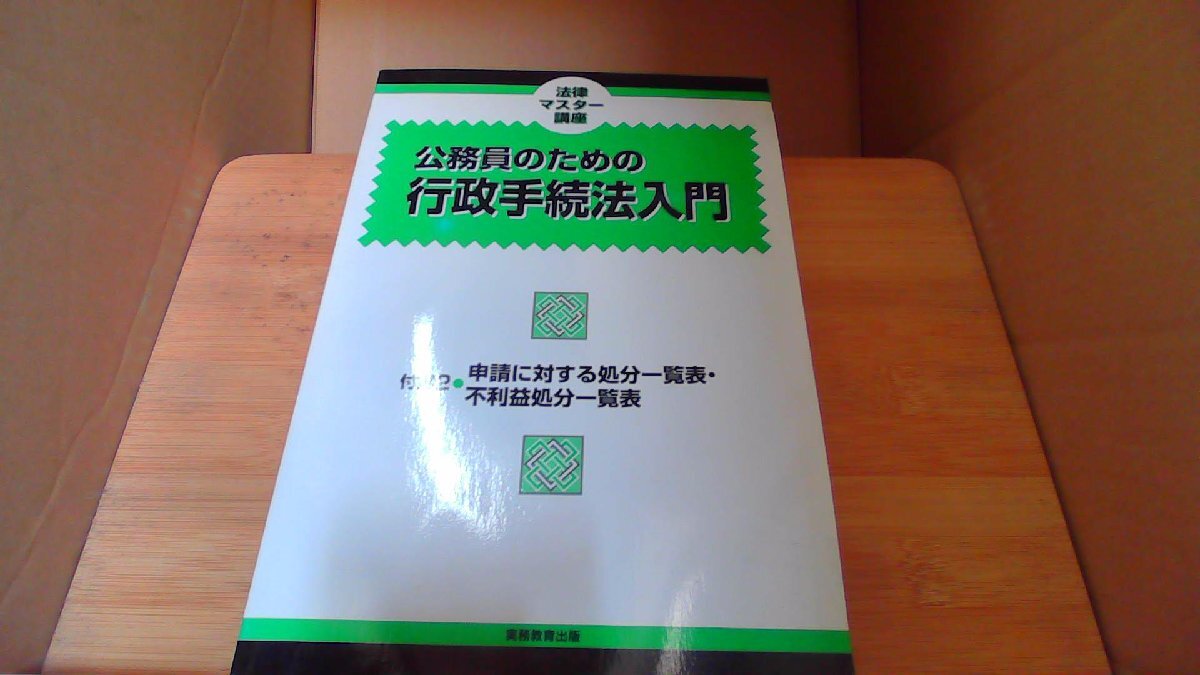 法律
マスター
講座
公務員のための
行政手続法入門
申請に対する処分一覧表・
不利益処分一覧表
実務教育出版